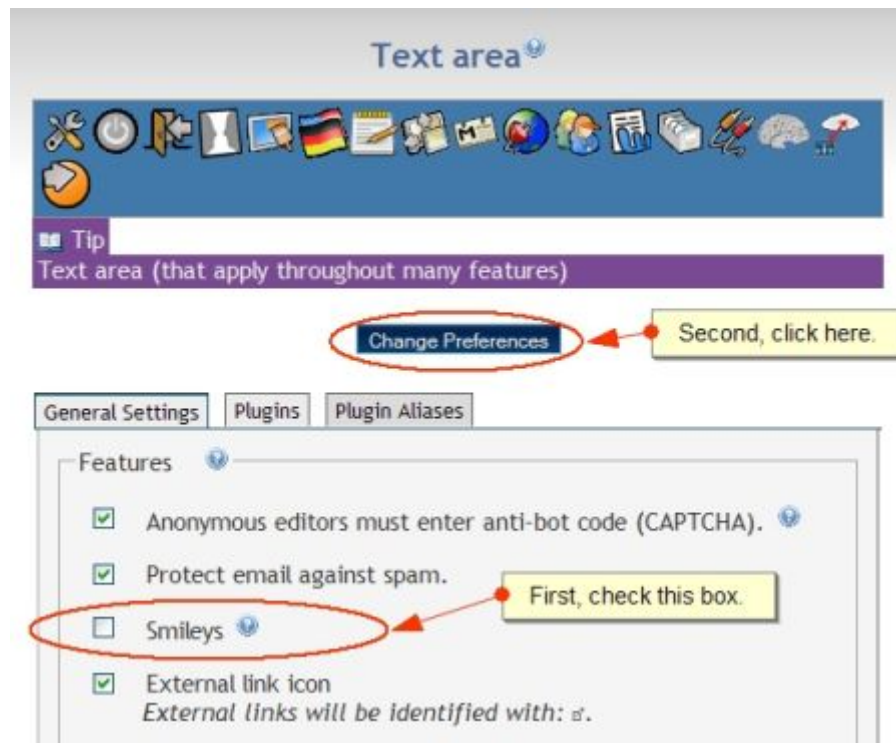 Text area
Tip
Text area (that apply throughout many features)
Change Preferences
Second, click here.
General Settings Plugins Plugin Aliases
Features
Anonymous editors must enter anti-bot code (CAPTCHA).
Protect email against spam.
First, check this box.
Smileys
External link icon
External links will be identified with: .